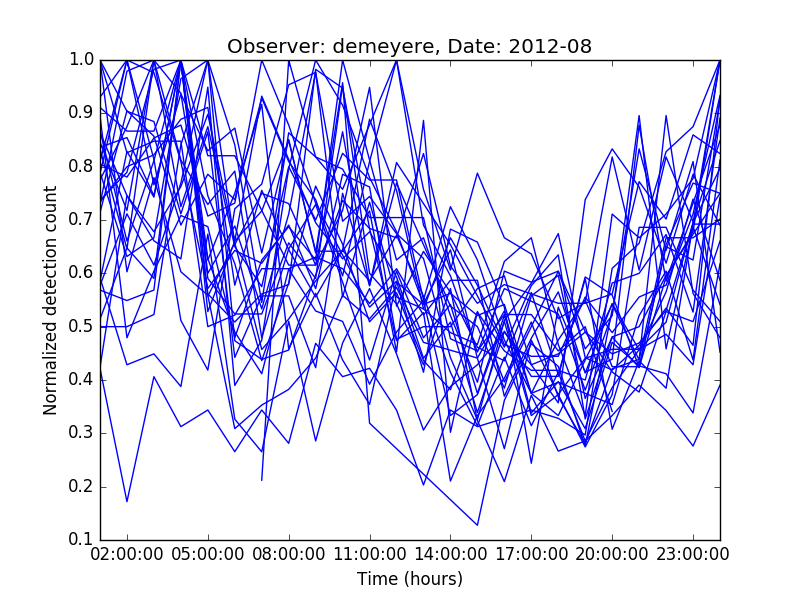 Observer: demeyere, Date: 2012-08
Normalized detection count
1.0
0.9
0.8
0.7
0.6
0.5
0.4
0.3
0.2
0.1
02:00:00 05:00:00 08:00:00 11:00:00 14:00:00 17:00:00 20:00:00 23:00:00
Time (hours)